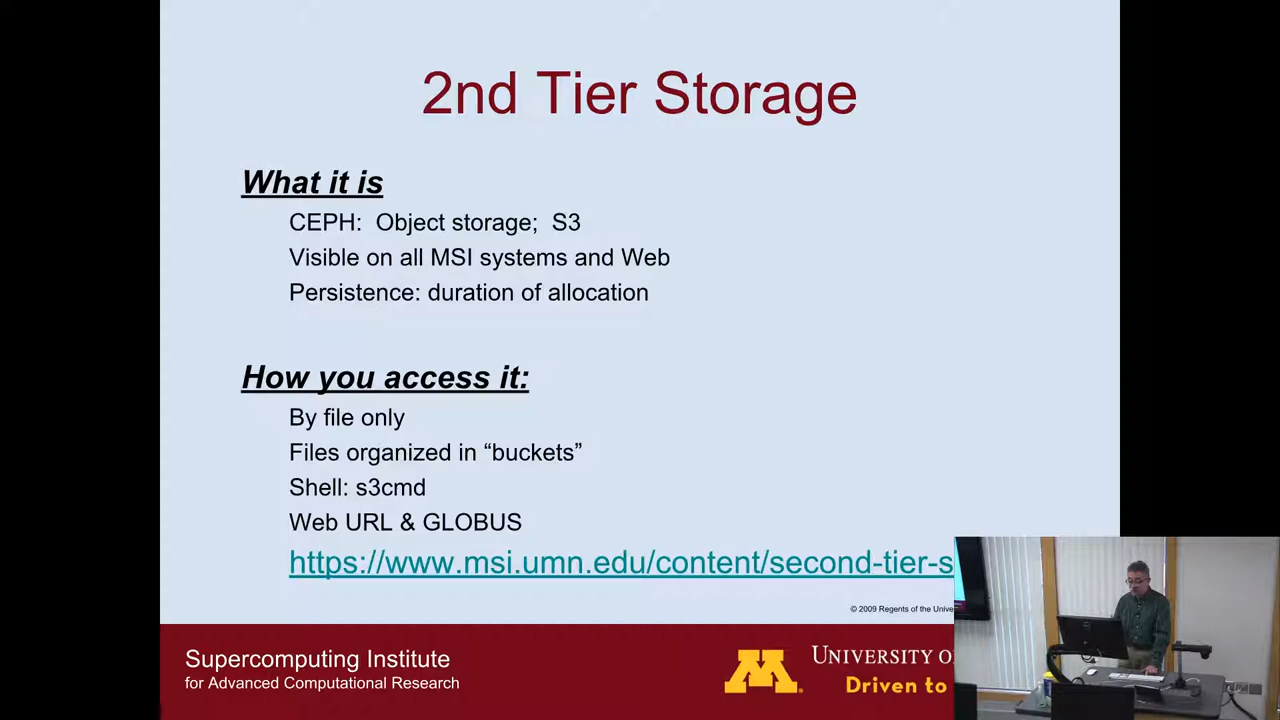 2nd Tier Storage
What it is
CEPH:  Object storage;  S3
Visible on all MSI systems and Web
Persistence: duration of allocation
How you access it:
By file only
Files organized in “buckets”
Shell: s3cmd
Web URL & GLOBUS
https://www.msi.umn.edu/content/second-tier-s
© 2009 Regents of the Unive
Supercomputing Institute
for Advanced Computational Research
M
UNIVERSITY O
Driven to